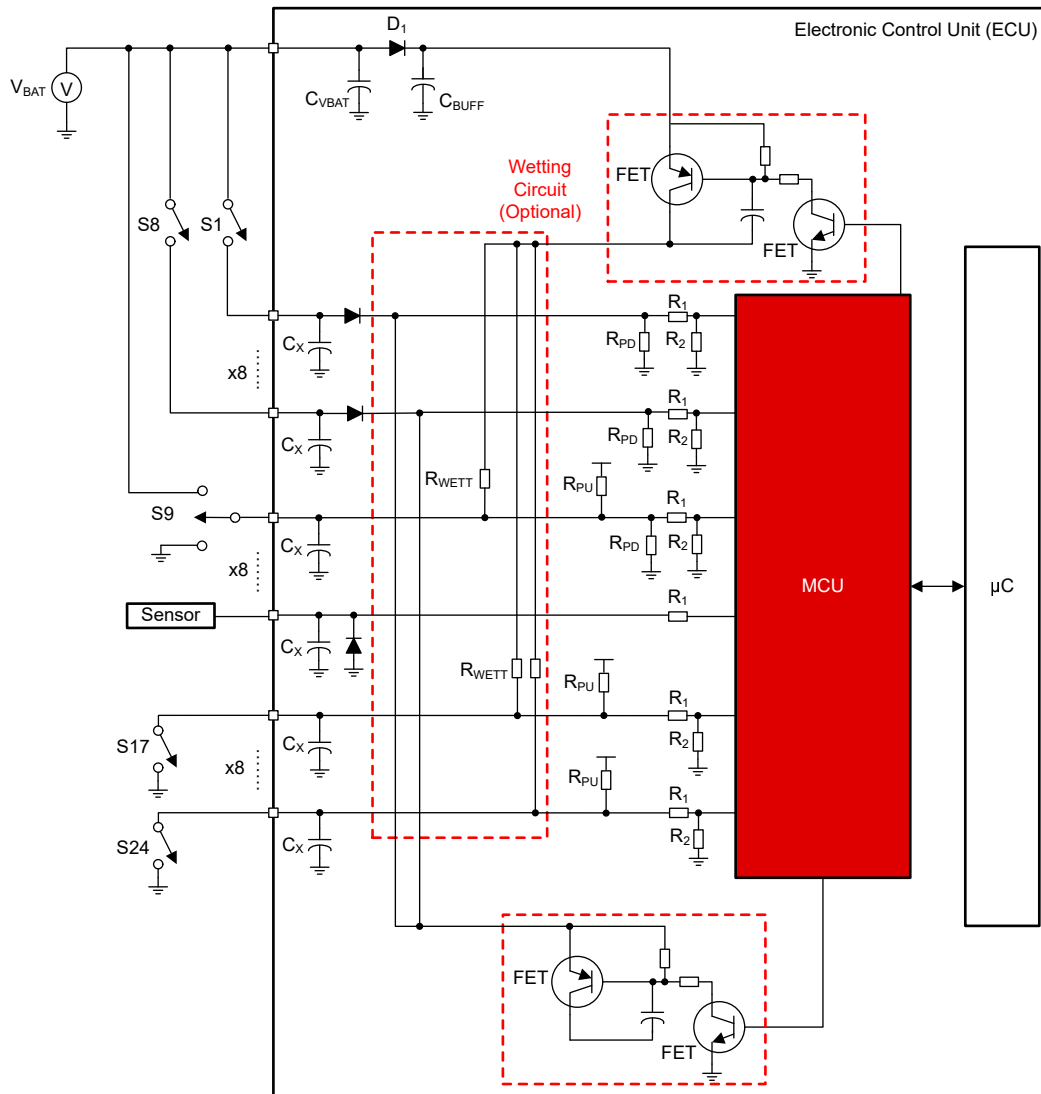 Electronic Control Unit (ECU)
D1
VBAT
V
CVBAT
CBUFF
Wetting
Circuit
(Optional)
FET
FET
S8
S1
R1
CX
RPD
R2
x8
R1
CX
RPD
R2
RWETT
RPU
R1
S9
CX
RPD
R2
x8
MCU
µC
Sensor
R1
CX
RWETT
RPU
R1
S17
CX
R2
x8
RPU
R1
S24
CX
R2
FET
FET